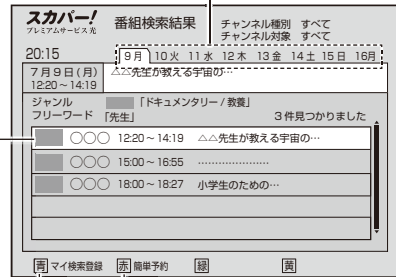 スカパー!
プレミアムサービス光
番組検索結果
チャンネル種別 すべて
チャンネル対象 すべて
20:15
9月 10火 11水 12木 13金 14土 15日 16月
7月9日(月)
12:20～14:19
△△先生が教える宇宙の…
ジャンル 「ドキュメンタリー/教養」
フリーワード 「先生」
3件見つかりました
○○○ 12:20～14:19 △△先生が教える宇宙の…
○○○ 15:00～16:55 …………………
○○○ 18:00～18:27 小学生のための…
青 マイ検索登録 赤 簡単予約 緑 黄